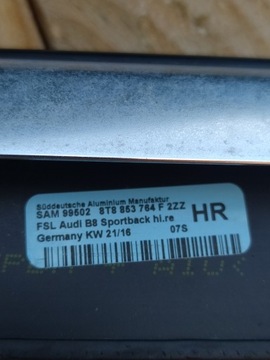 Süddeutsche Aluminium Manufaktur
SAM 99502 8T8 853 764 F 2ZZ
FSL Audi B8 Sportback hi.re HR
Germany KW 21/16 07S